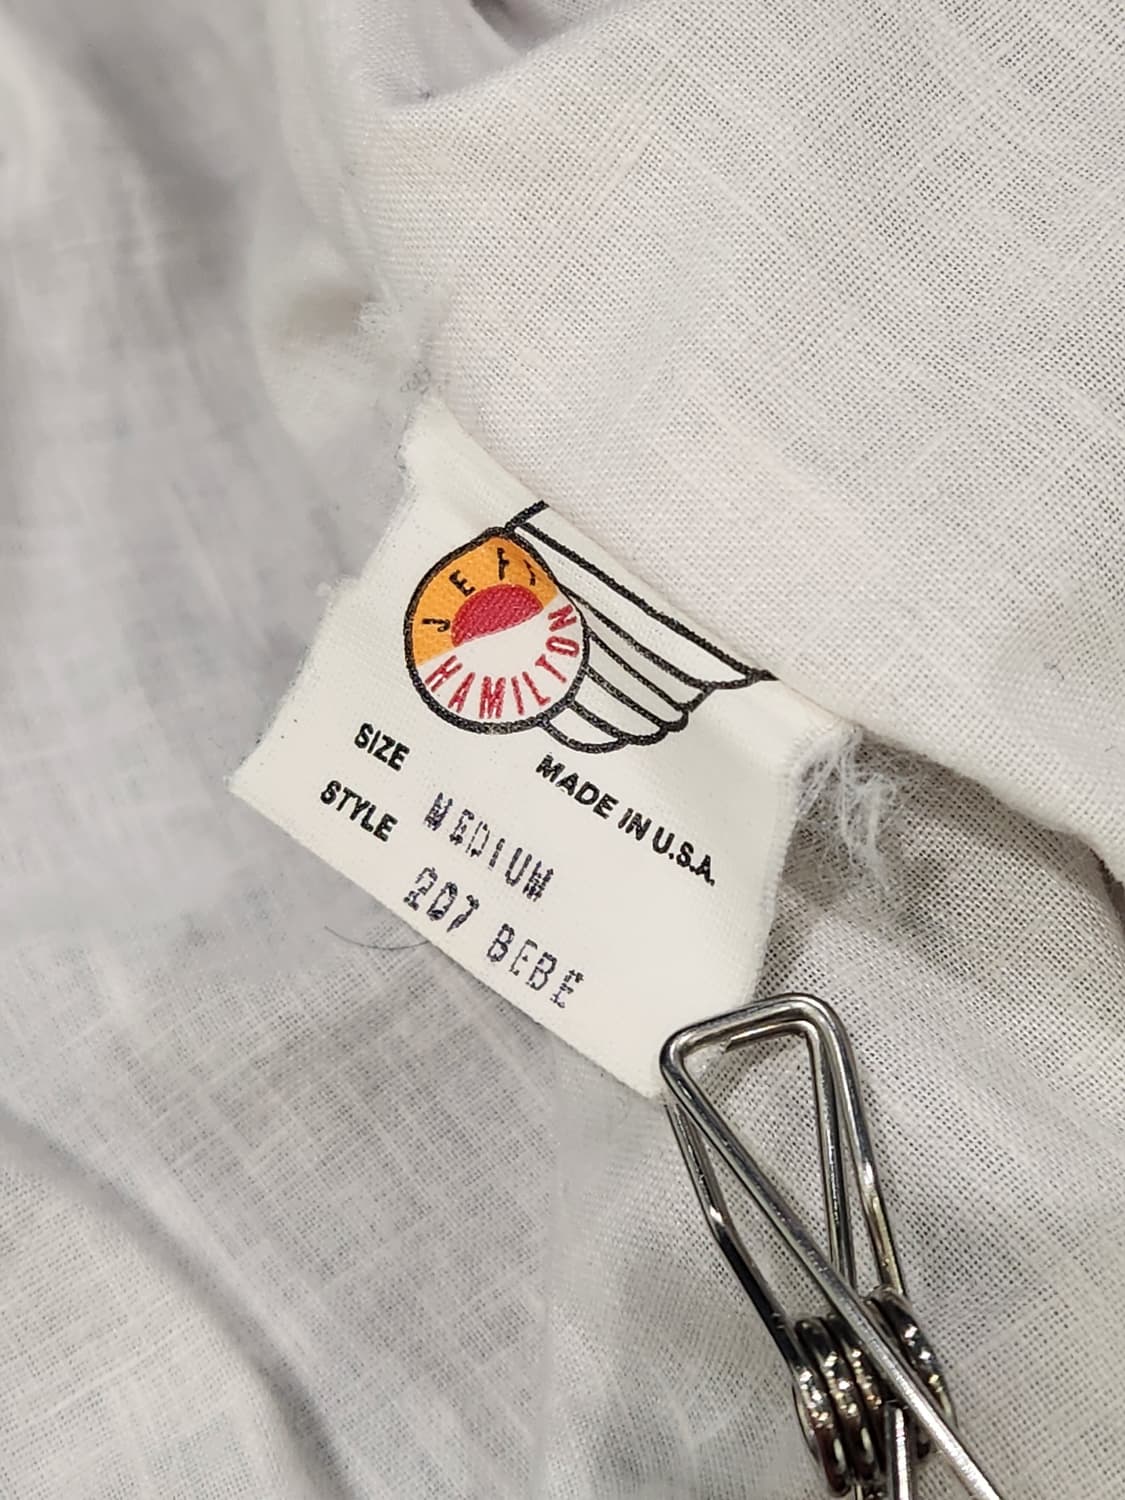 JEFF
HAMILTON
SIZE
MADE IN U.S.A.
MEDIUM
STYLE
207 BEBE